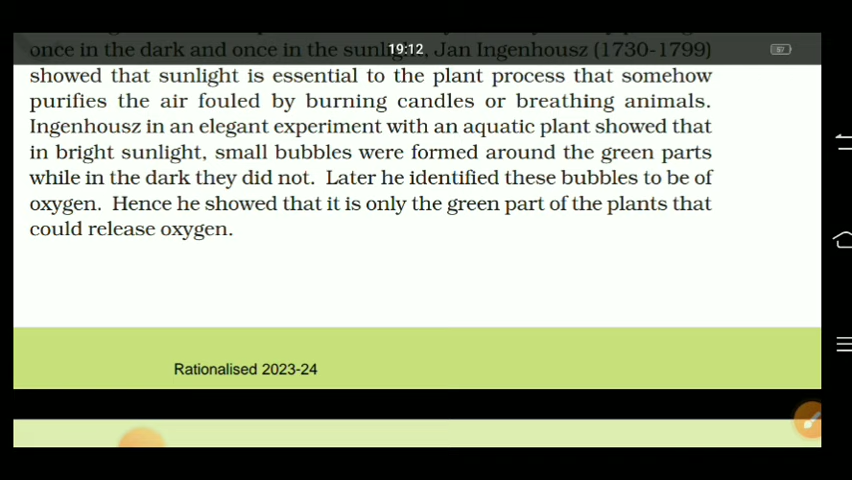 once in the dark and once in the sunlight, Jan Ingenhousz (1730-1799)
19:12
57
showed that sunlight is essential to the plant process that somehow
purifies the air fouled by burning candles or breathing animals.
Ingenhousz in an elegant experiment with an aquatic plant showed that
in bright sunlight, small bubbles were formed around the green parts
while in the dark they did not. Later he identified these bubbles to be of
oxygen. Hence he showed that it is only the green part of the plants that
could release oxygen.
Rationalised 2023-24